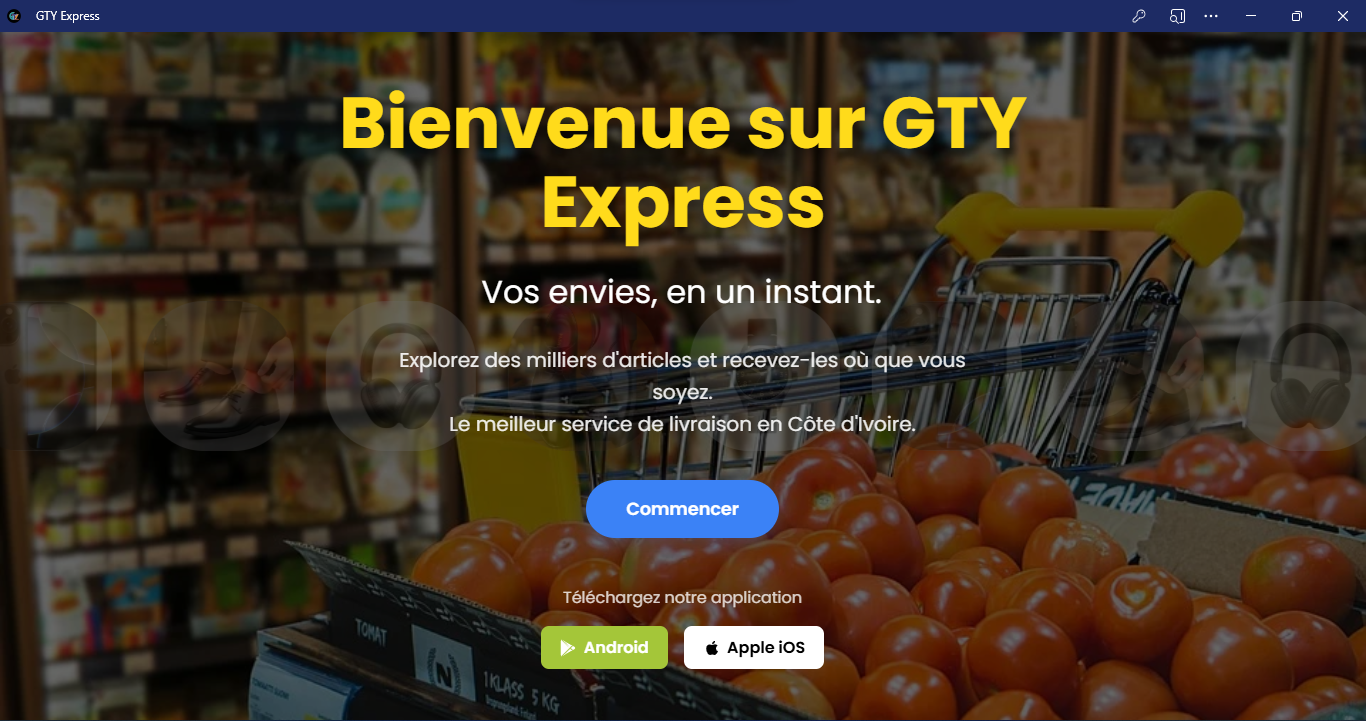 GTY Express
Bienvenue sur GTY
Express
Vos envies, en un instant.
Explorez des milliers d'articles et recevez-les où que vous
soyez.
Le meilleur service de livraison en Côte d'Ivoire.
Commencer
Téléchargez notre application
Android
Apple iOS
TOMAT
N
1 KLASS 5 KG